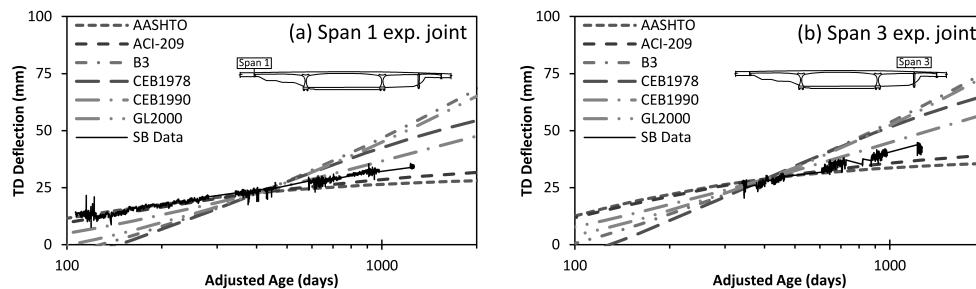 100
75
50
25
0
TD Deflection (mm)
AASHTO
ACI-209
B3
CEB1978
CEB1990
GL2000
SB Data
(a) Span 1 exp. joint
Span 1
100
1000
Adjusted Age (days)
100
75
50
25
0
TD Deflection (mm)
AASHTO
ACI-209
B3
CEB1978
CEB1990
GL2000
SB Data
(b) Span 3 exp. joint
Span 3
100
1000
Adjusted Age (days)